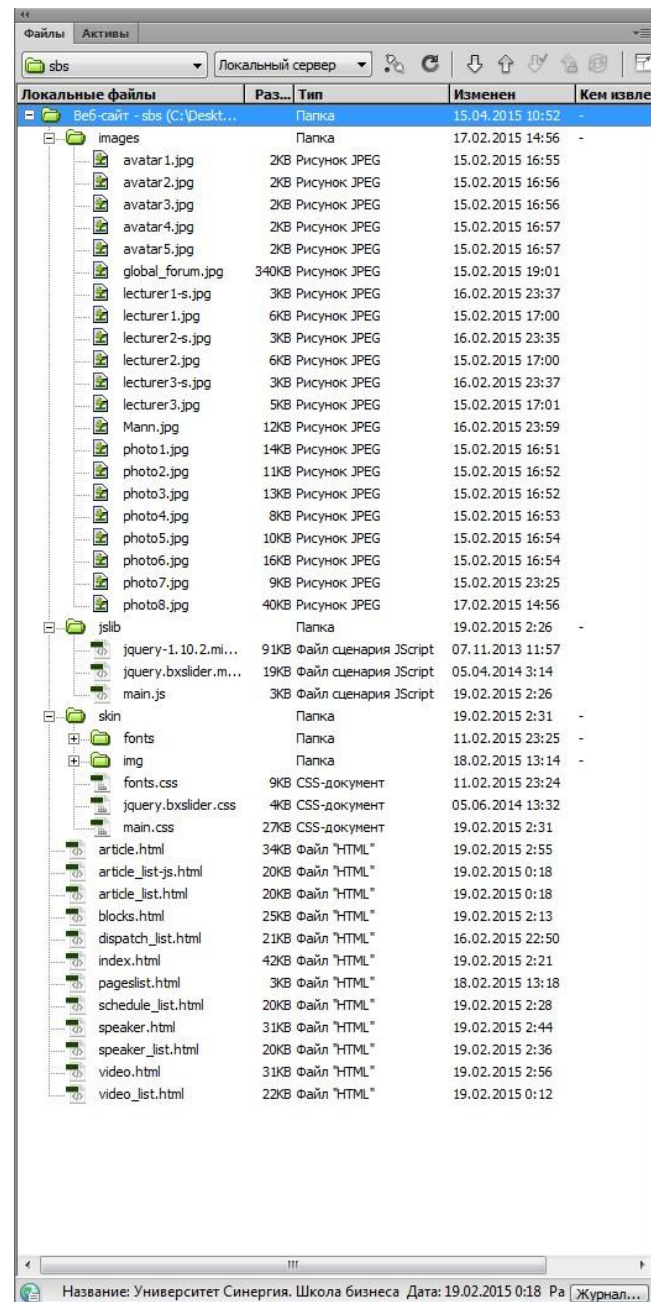 Файлы Активы
sbs Локальный сервер
Локальные файлы Раз... Тип Изменен Кем извле
Веб-сайт - sbs (C:\Deskt... Папка 15.04.2015 10:52 -
images Папка 17.02.2015 14:56 -
avatar1.jpg 2KB Рисунок JPEG 15.02.2015 16:55
avatar2.jpg 2KB Рисунок JPEG 15.02.2015 16:56
avatar3.jpg 2KB Рисунок JPEG 15.02.2015 16:56
avatar4.jpg 2KB Рисунок JPEG 15.02.2015 16:57
avatar5.jpg 2KB Рисунок JPEG 15.02.2015 16:57
global_forum.jpg 340KB Рисунок JPEG 15.02.2015 19:01
lecturer1-s.jpg 3KB Рисунок JPEG 16.02.2015 23:37
lecturer1.jpg 6KB Рисунок JPEG 15.02.2015 17:00
lecturer2-s.jpg 3KB Рисунок JPEG 16.02.2015 23:35
lecturer2.jpg 6KB Рисунок JPEG 15.02.2015 17:00
lecturer3-s.jpg 3KB Рисунок JPEG 16.02.2015 23:37
lecturer3.jpg 5KB Рисунок JPEG 15.02.2015 17:01
Mann.jpg 12KB Рисунок JPEG 16.02.2015 23:59
photo1.jpg 14KB Рисунок JPEG 15.02.2015 16:51
photo2.jpg 11KB Рисунок JPEG 15.02.2015 16:52
photo3.jpg 13KB Рисунок JPEG 15.02.2015 16:52
photo4.jpg 8KB Рисунок JPEG 15.02.2015 16:53
photo5.jpg 10KB Рисунок JPEG 15.02.2015 16:54
photo6.jpg 16KB Рисунок JPEG 15.02.2015 16:54
photo7.jpg 9KB Рисунок JPEG 15.02.2015 23:25
photo8.jpg 40KB Рисунок JPEG 17.02.2015 14:56
jslib Папка 19.02.2015 2:26 -
jquery-1.10.2.mi... 91KB Файл сценария JScript 07.11.2013 11:57
jquery.bxslider.m... 19KB Файл сценария JScript 05.04.2014 3:14
main.js 3KB Файл сценария JScript 19.02.2015 2:26
skin Папка 19.02.2015 2:31 -
fonts Папка 11.02.2015 23:25 -
img Папка 18.02.2015 13:14 -
fonts.css 9KB CSS-документ 11.02.2015 23:24
jquery.bxslider.css 4KB CSS-документ 05.06.2014 13:32
main.css 27KB CSS-документ 19.02.2015 2:31
article.html 34KB Файл "HTML" 19.02.2015 2:55
article_list-js.html 20KB Файл "HTML" 19.02.2015 0:18
article_list.html 20KB Файл "HTML" 19.02.2015 0:18
blocks.html 25KB Файл "HTML" 19.02.2015 2:13
dispatch_list.html 21KB Файл "HTML" 16.02.2015 22:50
index.html 42KB Файл "HTML" 19.02.2015 2:21
pageslist.html 3KB Файл "HTML" 18.02.2015 13:18
schedule_list.html 20KB Файл "HTML" 19.02.2015 2:28
speaker.html 31KB Файл "HTML" 19.02.2015 2:44
speaker_list.html 20KB Файл "HTML" 19.02.2015 2:36
video.html 31KB Файл "HTML" 19.02.2015 2:56
video_list.html 22KB Файл "HTML" 19.02.2015 0:12
Название: Университет Синергия. Школа бизнеса Дата: 19.02.2015 0:18 Ра Журнал...